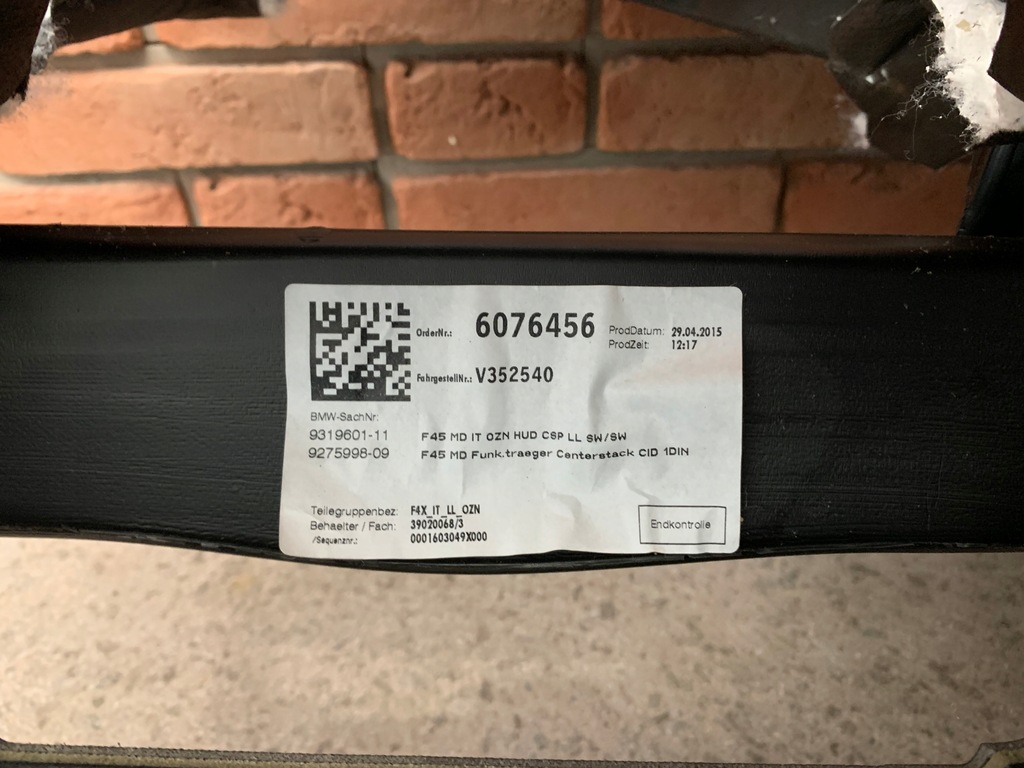 OrderNr.: 6076456
ProdDatum: 29.04.2015
ProdZeit: 12:17
FahrgestellNr.: V352540
BMW-SachNr:
9319601-11 F45 MD IT OZN HUD CSP LL SW/SW
9275998-09 F45 MD Funk.traeger Centerstack CID 1DIN
Teilegruppenbez: F4X_IT_LL_OZN
Behaelter / Fach: 39020068/3
/Sequenznr.: 0001603049X000
Endkontrolle